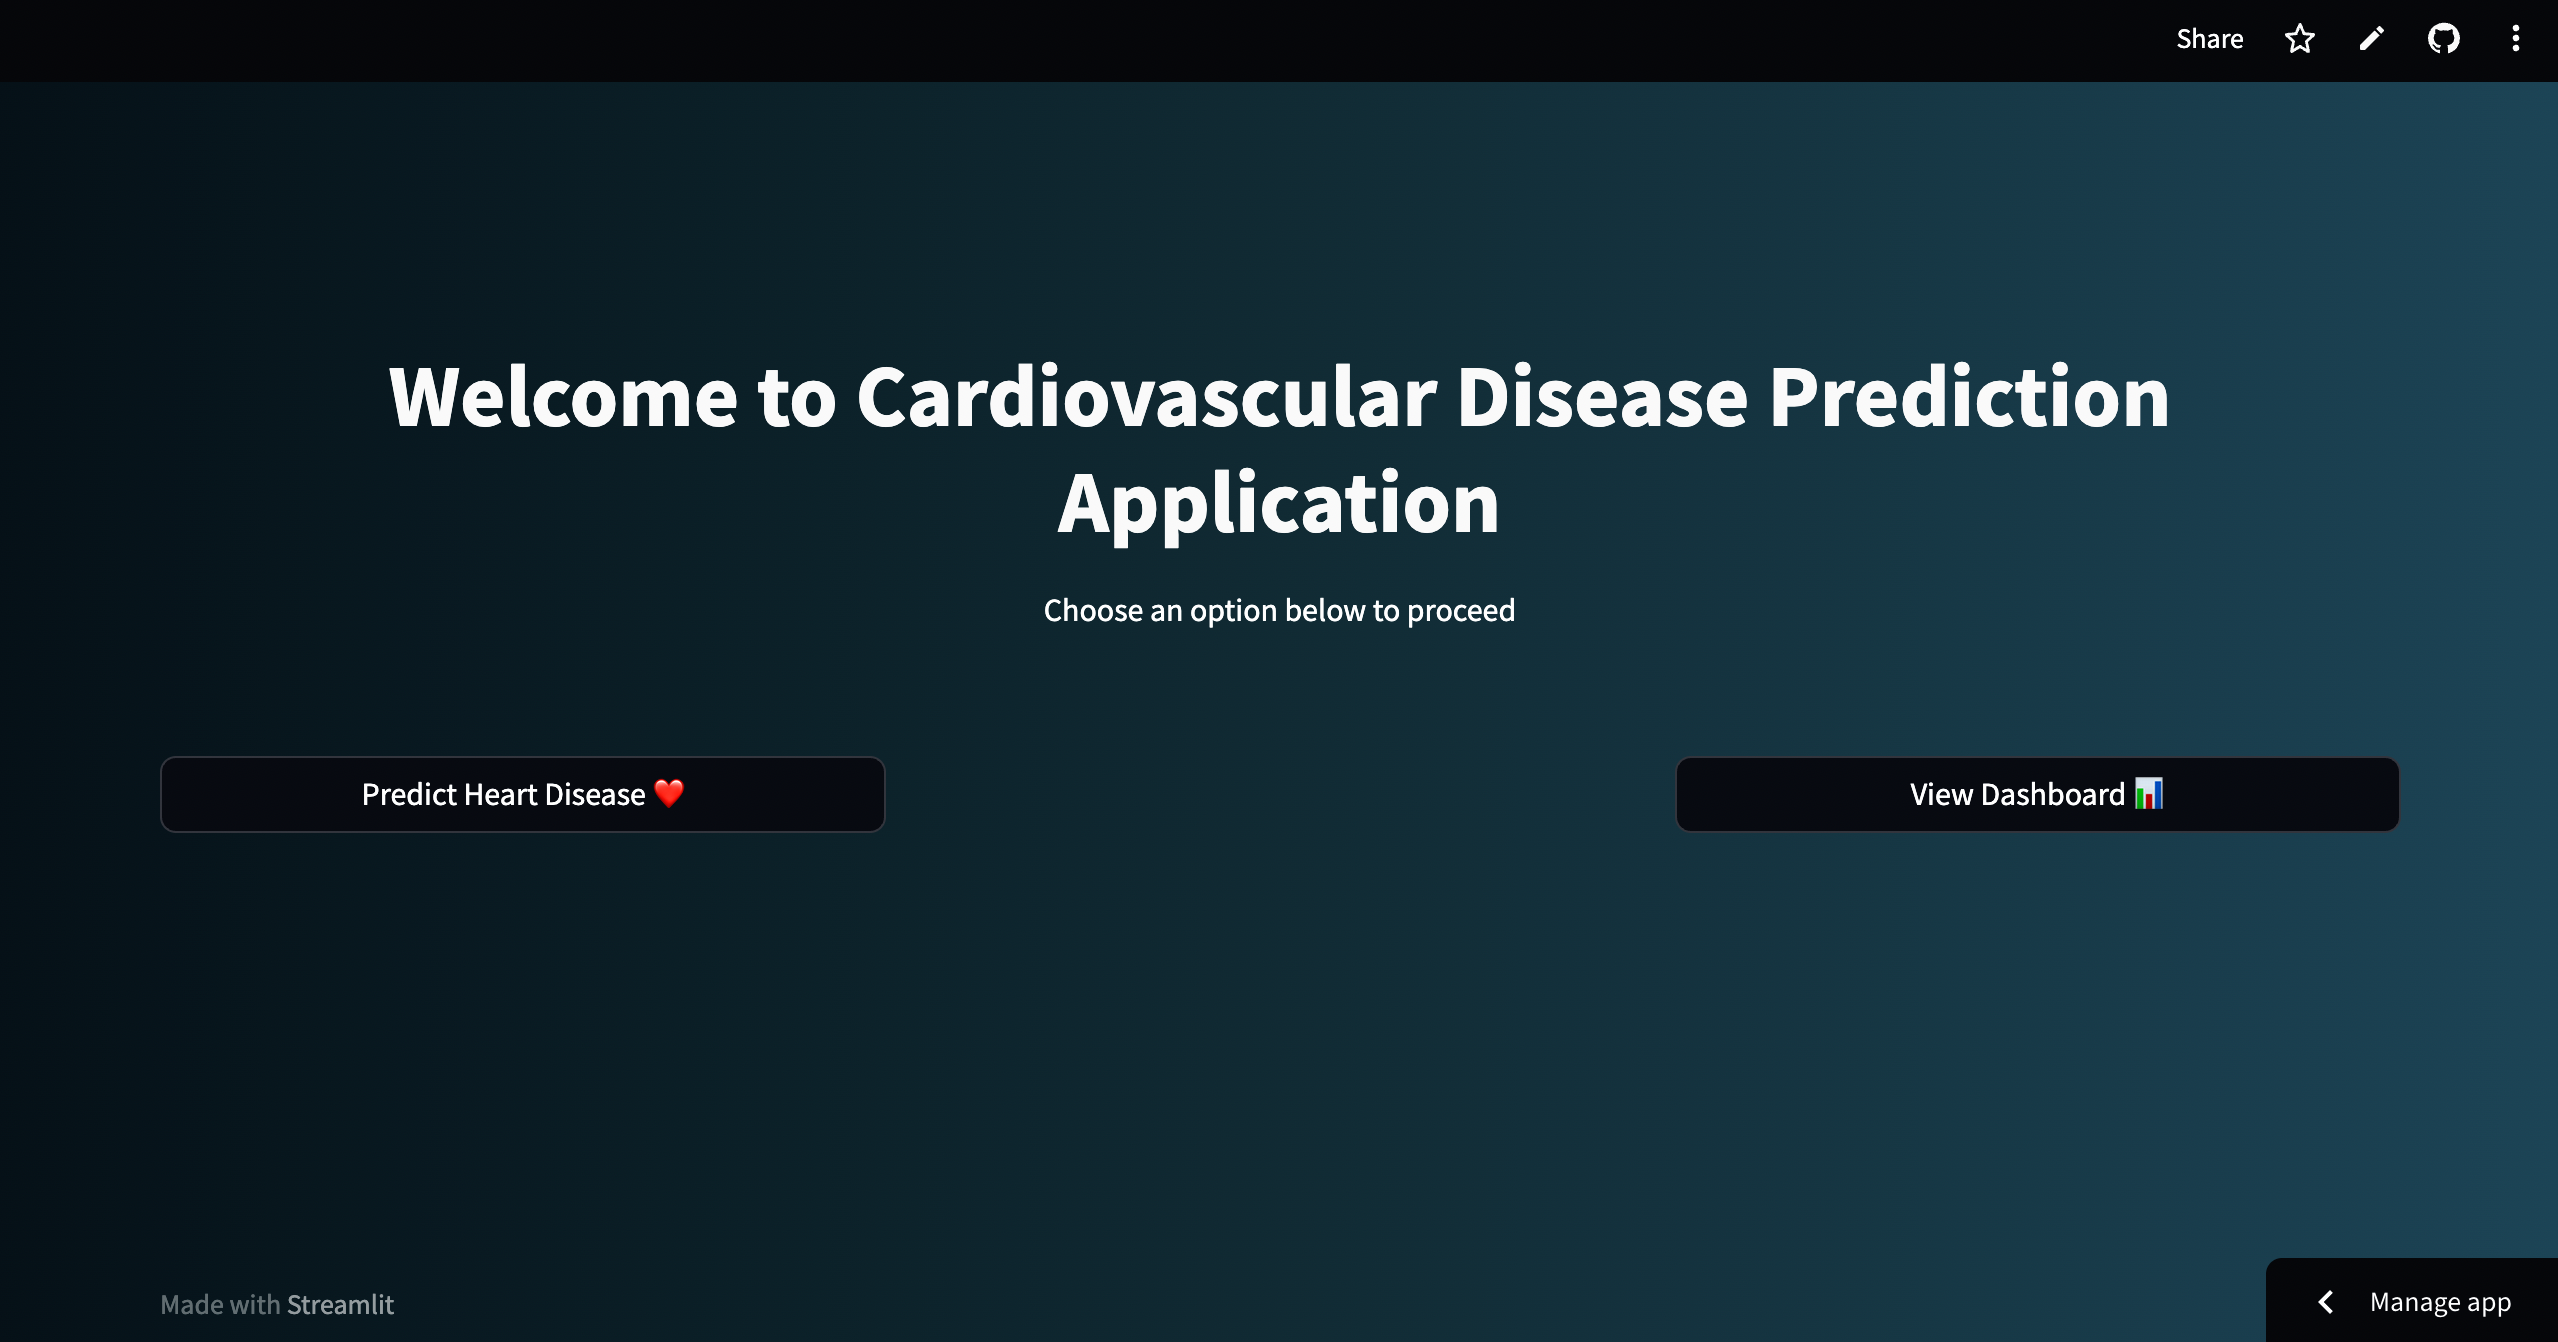 Share
Welcome to Cardiovascular Disease Prediction
Application
Choose an option below to proceed
Predict Heart Disease ❤️
View Dashboard 📊
Made with Streamlit
Manage app